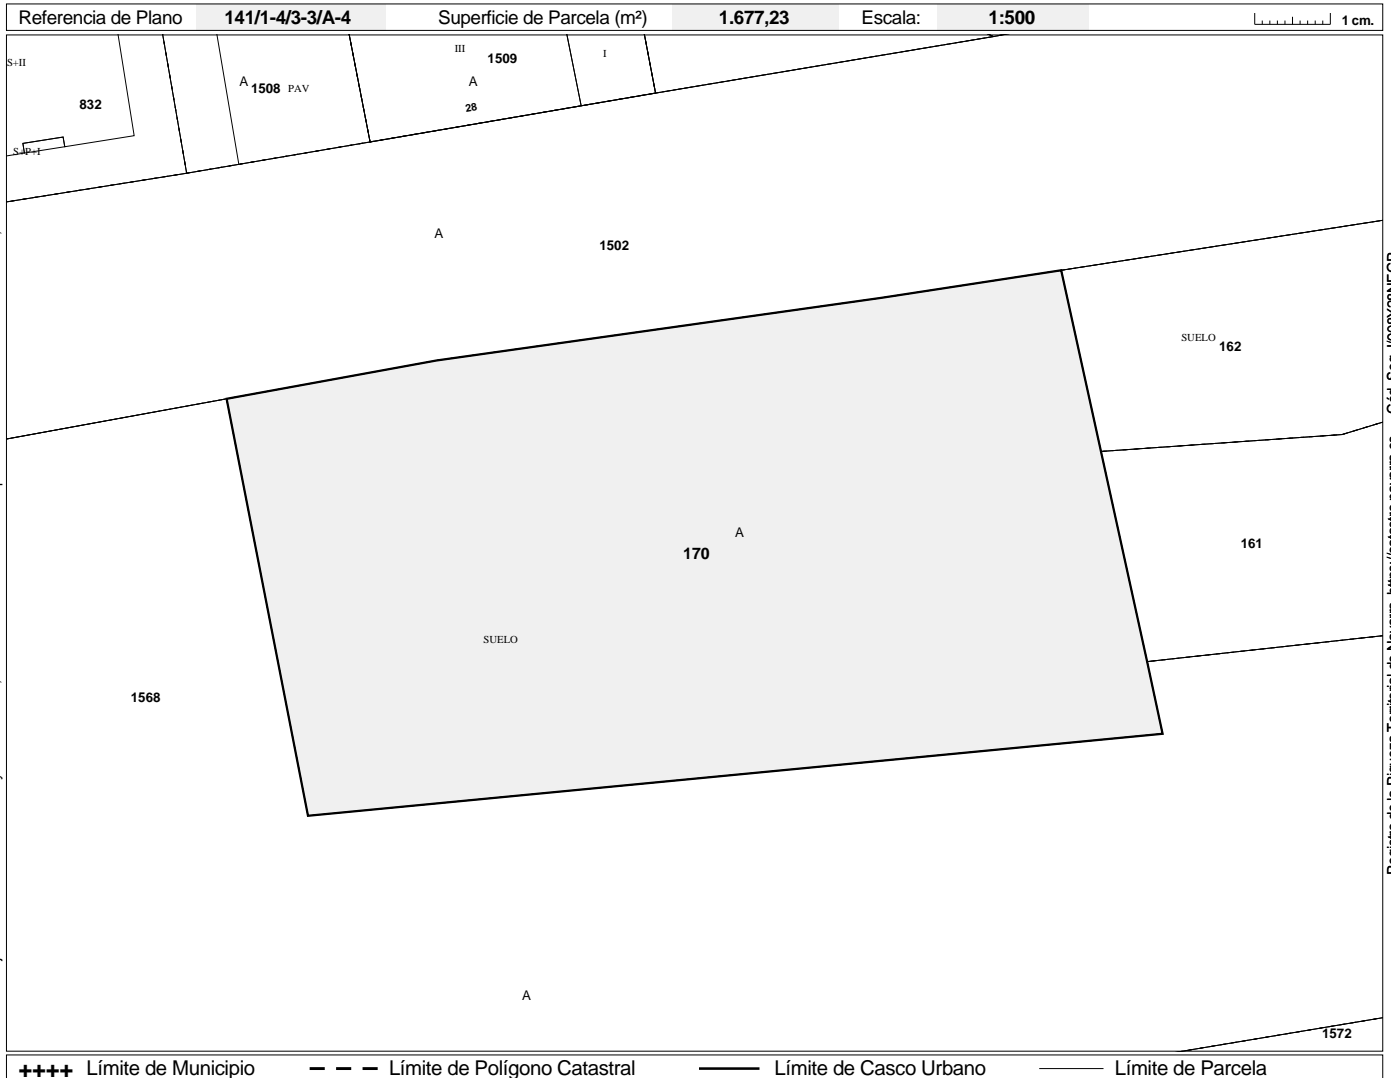 Referencia de Plano 141/1-4/3-3/A-4 Superficie de Parcela (m²) 1.677,23 Escala: 1:500 1 cm.
S+II
832
S+P+I
A 1508 PAV
III
1509
A
28
I
A
1502
SUELO 162
A
170
161
SUELO
1568
A
1572
++++ Límite de Municipio Límite de Polígono Catastral Límite de Casco Urbano Límite de Parcela